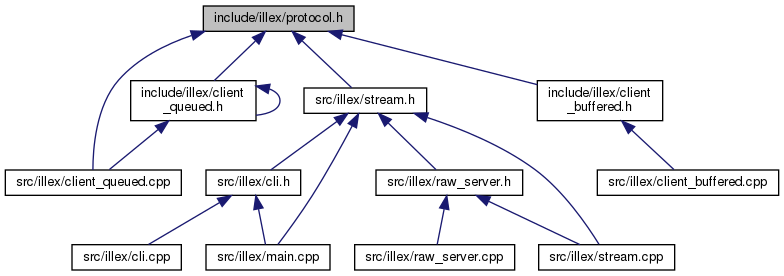 include/illex/protocol.h
include/illex/client
_queued.h
src/illex/stream.h
include/illex/client
_buffered.h
src/illex/client_queued.cpp
src/illex/cli.h
src/illex/raw_server.h
src/illex/client_buffered.cpp
src/illex/cli.cpp
src/illex/main.cpp
src/illex/raw_server.cpp
src/illex/stream.cpp